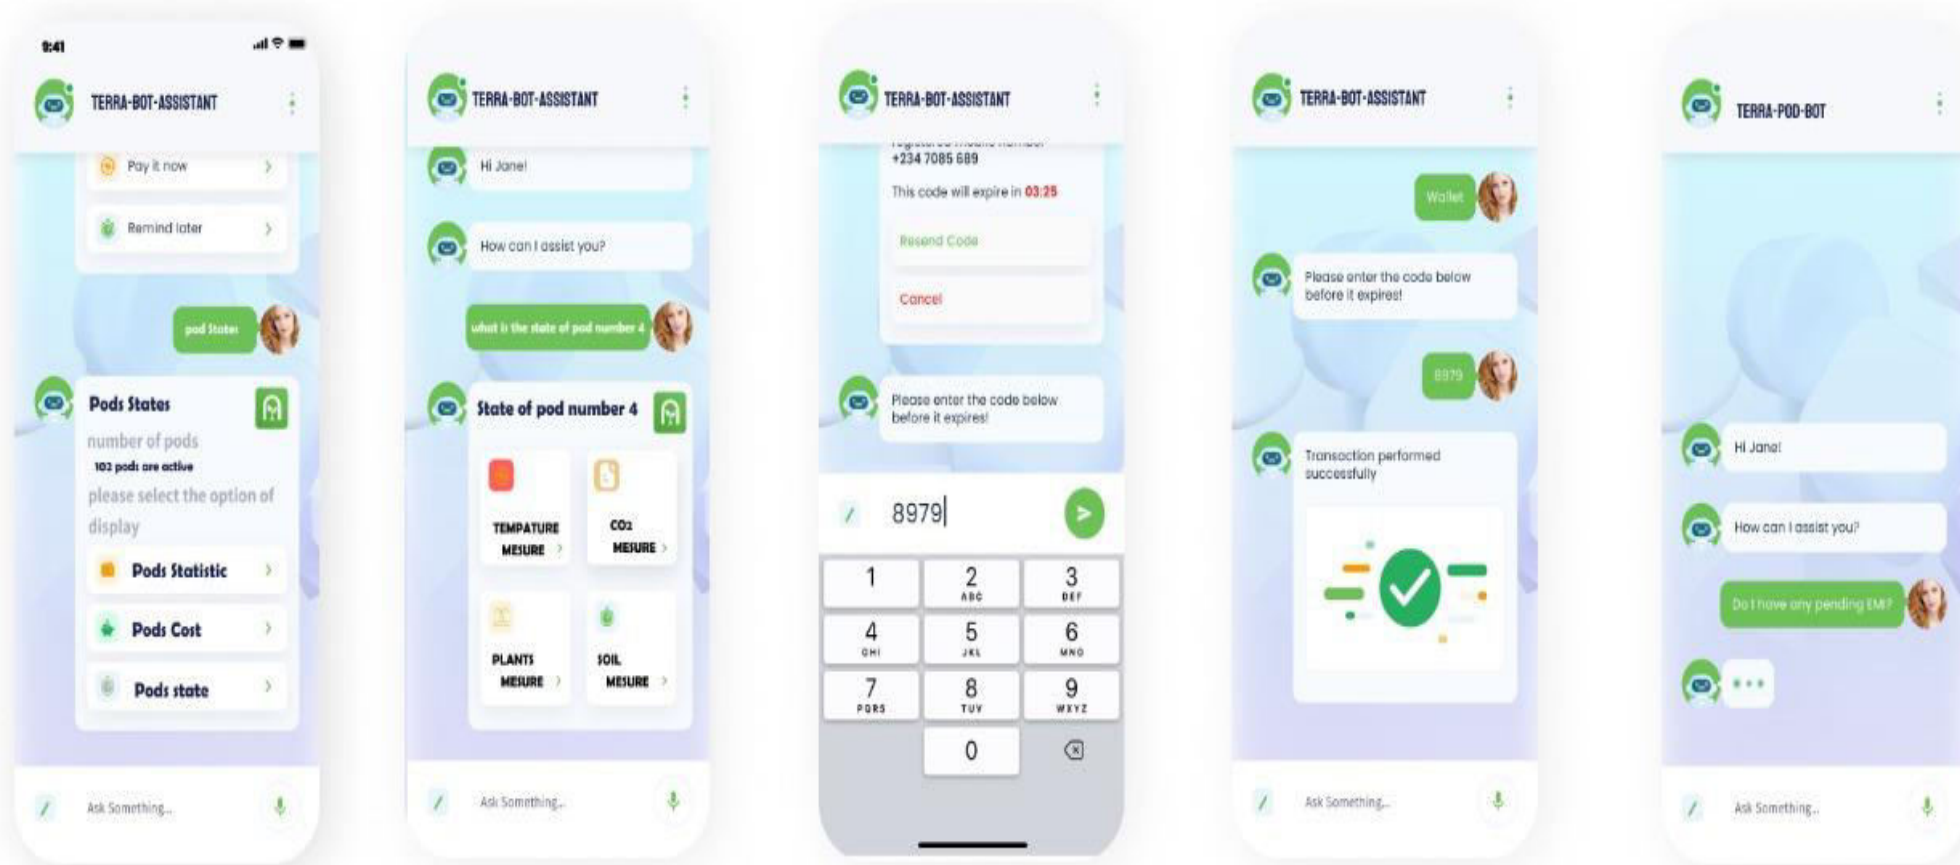 9:41
TERRA-BOT-ASSISTANT
Pay it now
Remind later
pod States
Pods States
number of pods
102 pods are active
please select the option of
display
Pods Statistic
Pods Cost
Pods state
Ask Something...
TERRA-BOT-ASSISTANT
Hi Jane!
How can I assist you?
what is the state of pod number 4
State of pod number 4
TEMPATURE
MESURE
CO2
MESURE
PLANTS
MESURE
SOIL
MESURE
Ask Something...
TERRA-BOT-ASSISTANT
registered mobile number
+234 7085 689
This code will expire in 03:25
Resend Code
Cancel
Please enter the code below
before it expires!
8979
1
2
ABC
3
DEF
4
GHI
5
JKL
6
MNO
7
PQRS
8
TUV
9
WXYZ
0
TERRA-BOT-ASSISTANT
Wallet
Please enter the code below
before it expires!
8979
Transaction performed
successfully
Ask Something...
TERRA-POD-BOT
Hi Jane!
How can I assist you?
Do I have any pending EMI?
Ask Something...